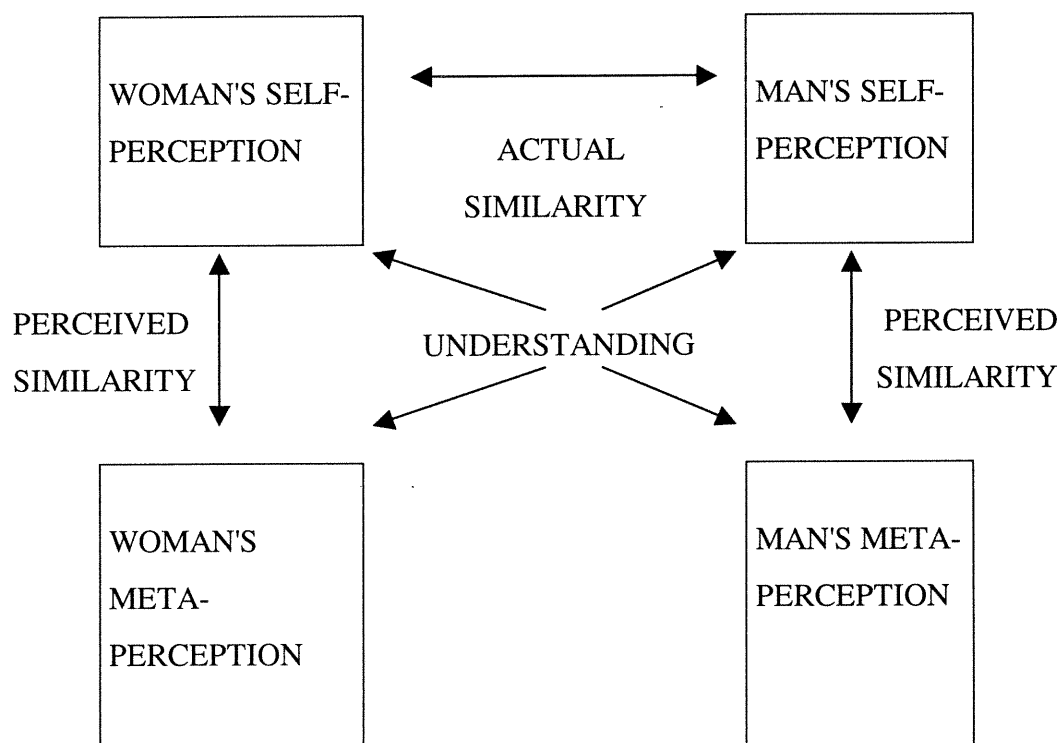 WOMAN'S SELF-
PERCEPTION
MAN'S SELF-
PERCEPTION
ACTUAL
SIMILARITY
PERCEIVED
SIMILARITY
UNDERSTANDING
PERCEIVED
SIMILARITY
WOMAN'S
META-
PERCEPTION
MAN'S META-
PERCEPTION